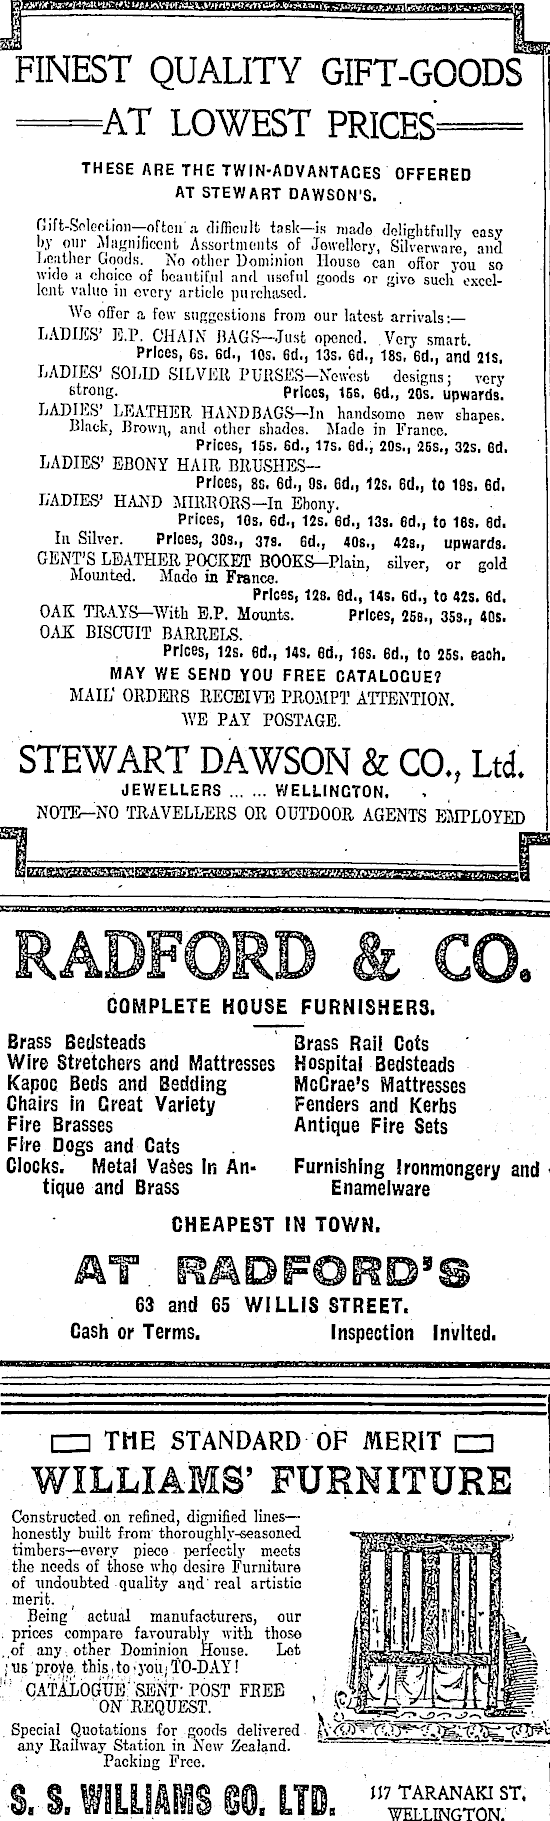 FINEST QUALITY GIFT-GOODS
AT LOWEST PRICES
THESE ARE THE TWIN-ADVANTAGES OFFERED
AT STEWART DAWSON'S.
Gift-Selection—often a difficult task—is made delightfully easy
by our Magnificent Assortments of Jewellery, Silverware, and
Leather Goods. No other Dominion House can offer you so
wide a choice of beautiful and useful goods or give such excel-
lent value in every article purchased.
We offer a few suggestions from our latest arrivals:—
LADIES' E.P. CHAIN BAGS—Just opened. Very smart.
Prices, 6s. 6d., 10s. 6d., 13s. 6d., 18s. 6d., and 21s.
LADIES' SOLID SILVER PURSES—Newest designs; very
strong. Prices, 15s. 6d., 20s. upwards.
LADIES' LEATHER HANDBAGS—In handsome new shapes.
Black, Brown, and other shades. Made in France.
Prices, 15s. 6d., 17s. 6d., 20s., 25s., 32s. 6d.
LADIES' EBONY HAIR BRUSHES—
Prices, 8s. 6d., 9s. 6d., 12s. 6d., to 19s. 6d.
LADIES' HAND MIRRORS—In Ebony.
Prices, 10s. 6d., 12s. 6d., 13s. 6d., to 16s. 6d.
In Silver. Prices, 30s., 37s. 6d., 40s., 42s., upwards.
GENT'S LEATHER POCKET BOOKS—Plain, silver, or gold
Mounted. Made in France.
Prices, 12s. 6d., 14s. 6d., to 42s. 6d.
OAK TRAYS—With E.P. Mounts. Prices, 25s., 35s., 40s.
OAK BISCUIT BARRELS.
Prices, 12s. 6d., 14s. 6d., 16s. 6d., to 25s. each.
MAY WE SEND YOU FREE CATALOGUE?
MAIL ORDERS RECEIVE PROMPT ATTENTION.
WE PAY POSTAGE.
STEWART DAWSON & CO., Ltd.
JEWELLERS ... ... WELLINGTON.
NOTE—NO TRAVELLERS OR OUTDOOR AGENTS EMPLOYED
RADFORD & CO.
COMPLETE HOUSE FURNISHERS.
Brass Bedsteads
Wire Stretchers and Mattresses
Kapoc Beds and Bedding
Chairs in Great Variety
Fire Brasses
Fire Dogs and Cats
Clocks. Metal Vases in An-
tique and Brass
Brass Rail Cots
Hospital Bedsteads
McCrae's Mattresses
Fenders and Kerbs
Antique Fire Sets
Furnishing Ironmongery and
Enamelware
CHEAPEST IN TOWN.
AT RADFORD'S
63 and 65 WILLIS STREET.
Cash or Terms. Inspection Invited.
THE STANDARD OF MERIT
WILLIAMS' FURNITURE
Constructed on refined, dignified lines—
honestly built from thoroughly-seasoned
timbers—every piece perfectly meets
the needs of those who desire Furniture
of undoubted quality and real artistic
merit.
Being actual manufacturers, our
prices compare favourably with those
of any other Dominion House. Let
us prove this to you TO-DAY!
CATALOGUE SENT POST FREE
ON REQUEST.
Special Quotations for goods delivered
any Railway Station in New Zealand.
Packing Free.
S. S. WILLIAMS CO. LTD.
117 TARANAKI ST.
WELLINGTON.